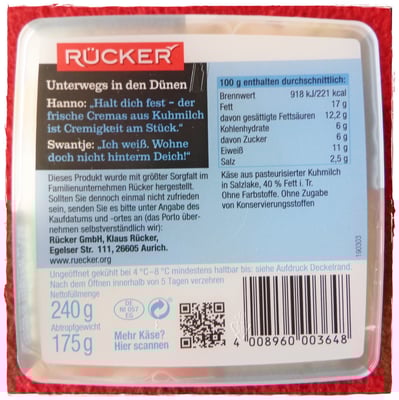 RÜCKER
Unterwegs in den Dünen
Hanno: „Halt dich fest – der
frische Cremas aus Kuhmilch
ist Cremigkeit am Stück.“
Swantje: „Ich weiß. Wohne
doch nicht hinterm Deich!“
Dieses Produkt wurde mit größter Sorgfalt im
Familienunternehmen Rücker hergestellt.
Sollten Sie dennoch einmal nicht zufrieden
sein, senden Sie es bitte unter Angabe des
Kaufdatums und -ortes an (das Porto über-
nehmen selbstverständlich wir):
Rücker GmbH, Klaus Rücker,
Egelser Str. 111, 26605 Aurich.
www.ruecker.org
100 g enthalten durchschnittlich:
Brennwert 918 kJ/221 kcal
Fett 17 g
davon gesättigte Fettsäuren 12,2 g
Kohlenhydrate 6 g
davon Zucker 6 g
Eiweiß 11 g
Salz 2,5 g
Käse aus pasteurisierter Kuhmilch
in Salzlake, 40 % Fett i. Tr.
Ohne Farbstoffe. Ohne Zugabe
von Konservierungsstoffen
190303
Ungeöffnet gekühlt bei 4 °C–8 °C mindestens haltbar bis: siehe Aufdruck Deckelrand.
Nach dem Öffnen innerhalb von 5 Tagen verzehren
Nettofüllmenge
240 g
Abtropfgewicht
175 g
DE
NI 057
EG
Mehr Käse?
Hier scannen
4 008960 003648